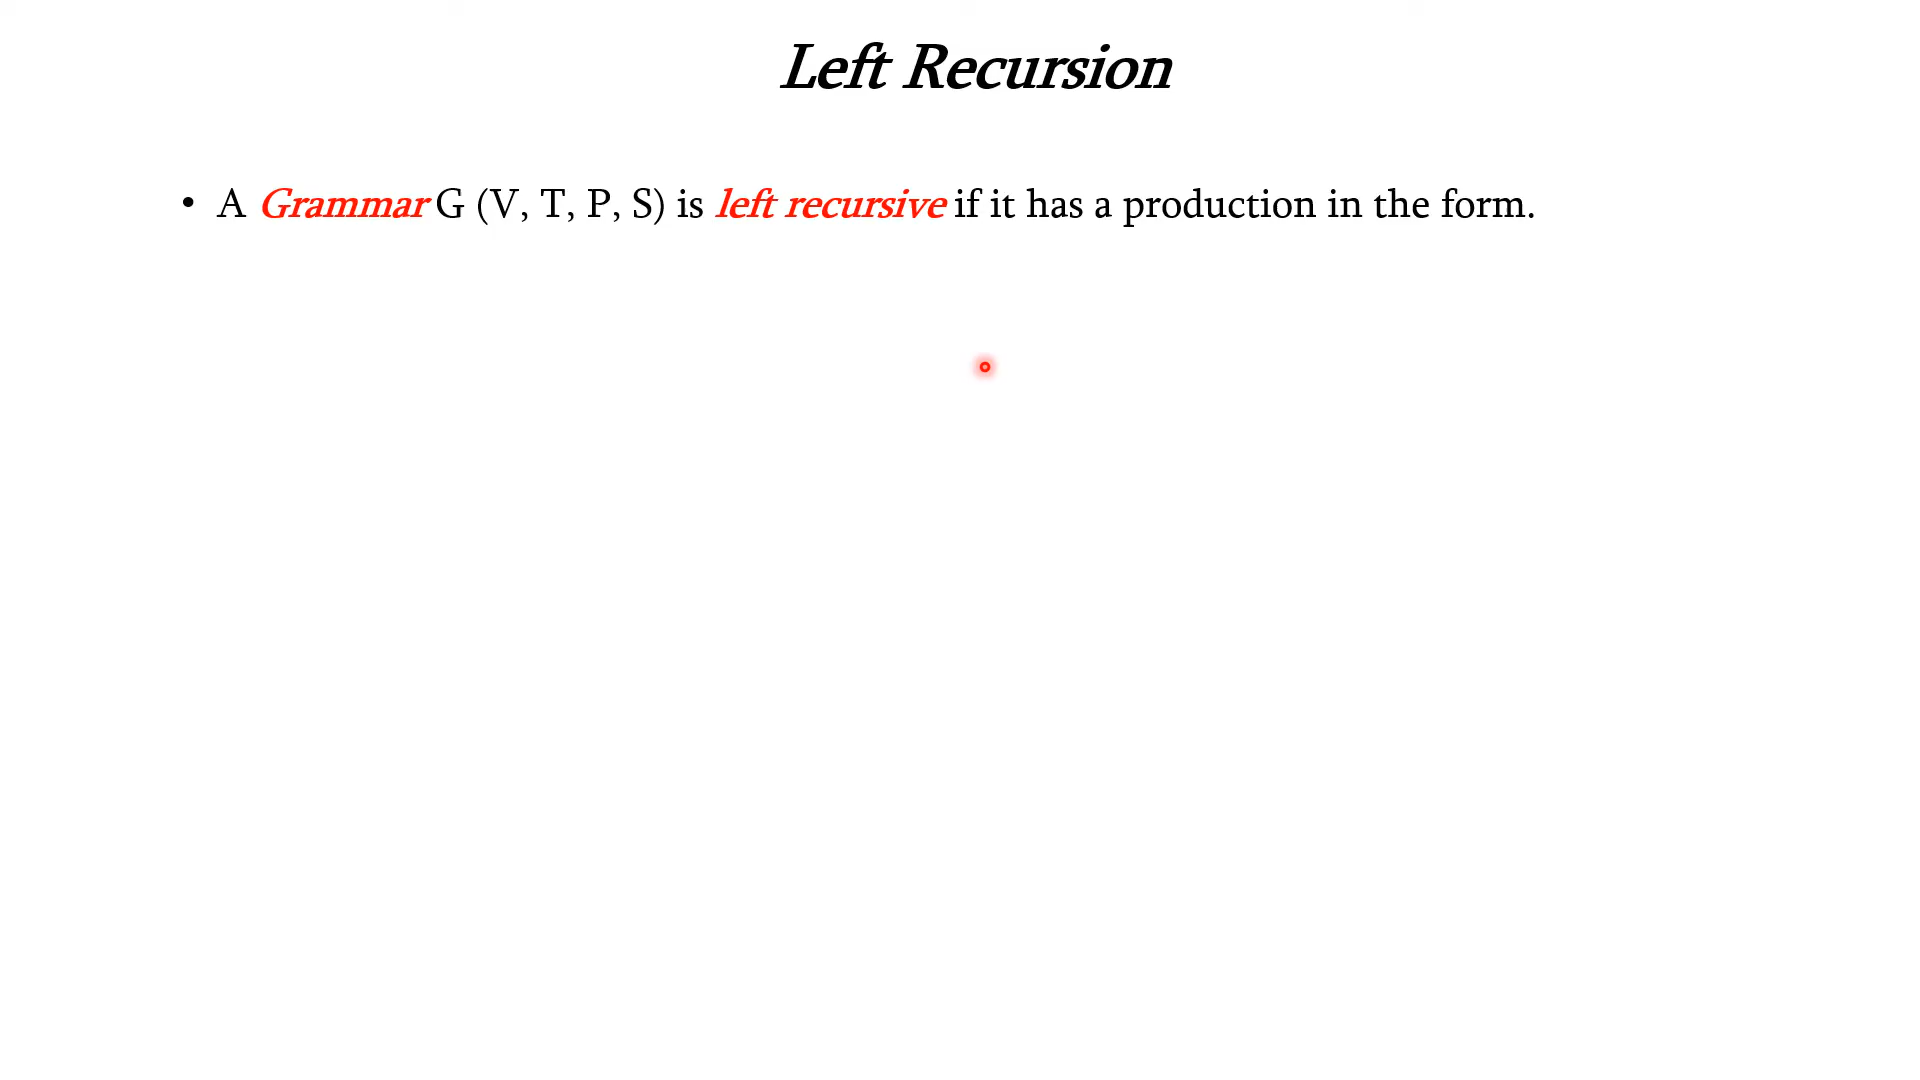 Left Recursion
• A Grammar G (V, T, P, S) is left recursive if it has a production in the form.